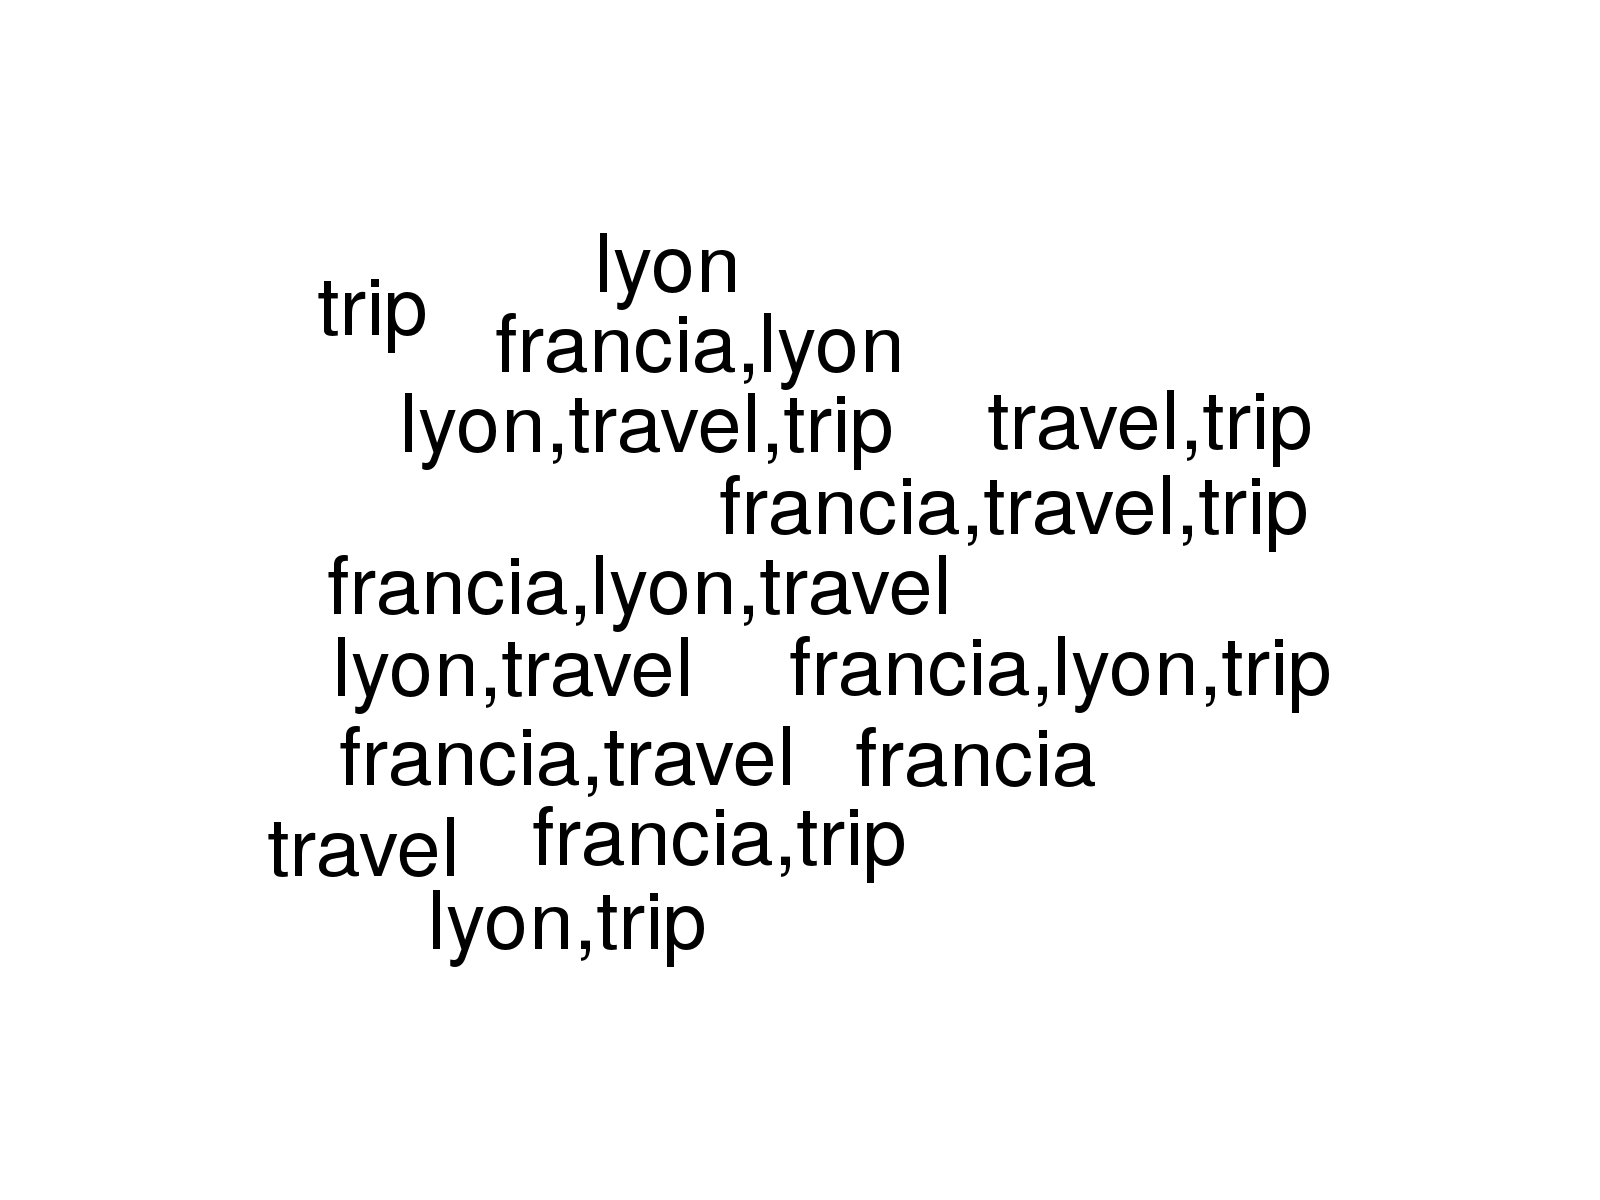 lyon
trip
francia,lyon
lyon,travel,trip travel,trip
francia,travel,trip
francia,lyon,travel
lyon,travel francia,lyon,trip
francia,travel francia
travel francia,trip
lyon,trip